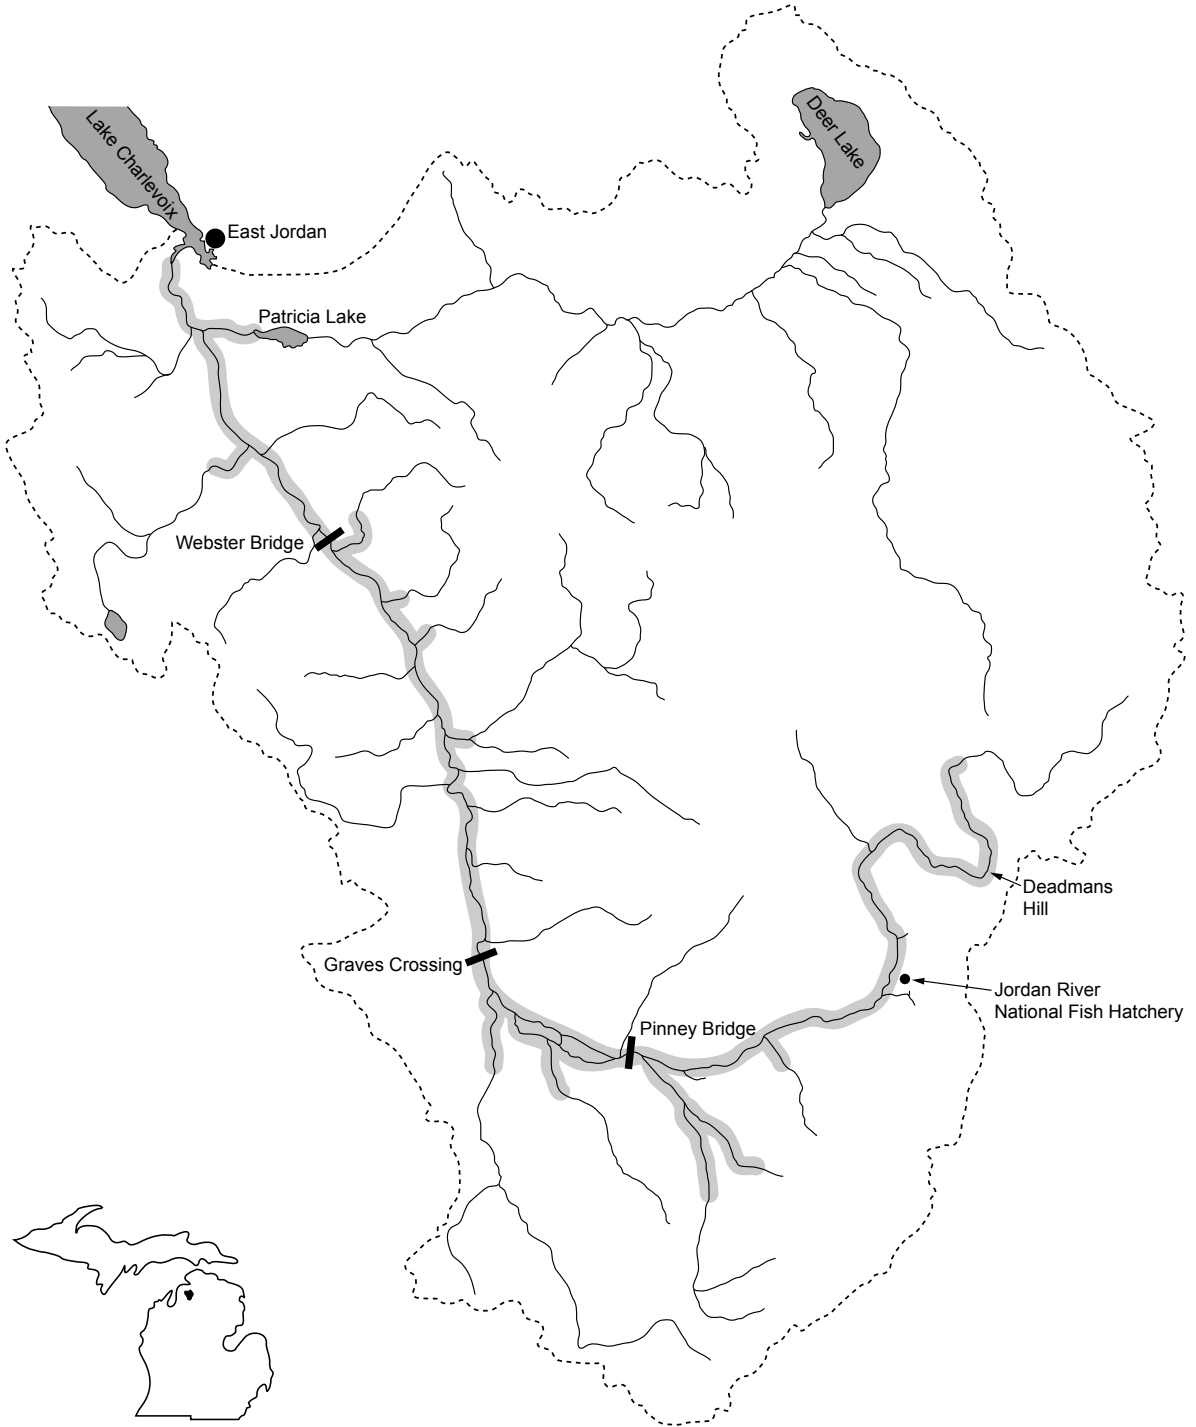 Lake Charlevoix
Deer Lake
East Jordan
Patricia Lake
Webster Bridge
Deadmans
Hill
Graves Crossing
Jordan River
National Fish Hatchery
Pinney Bridge